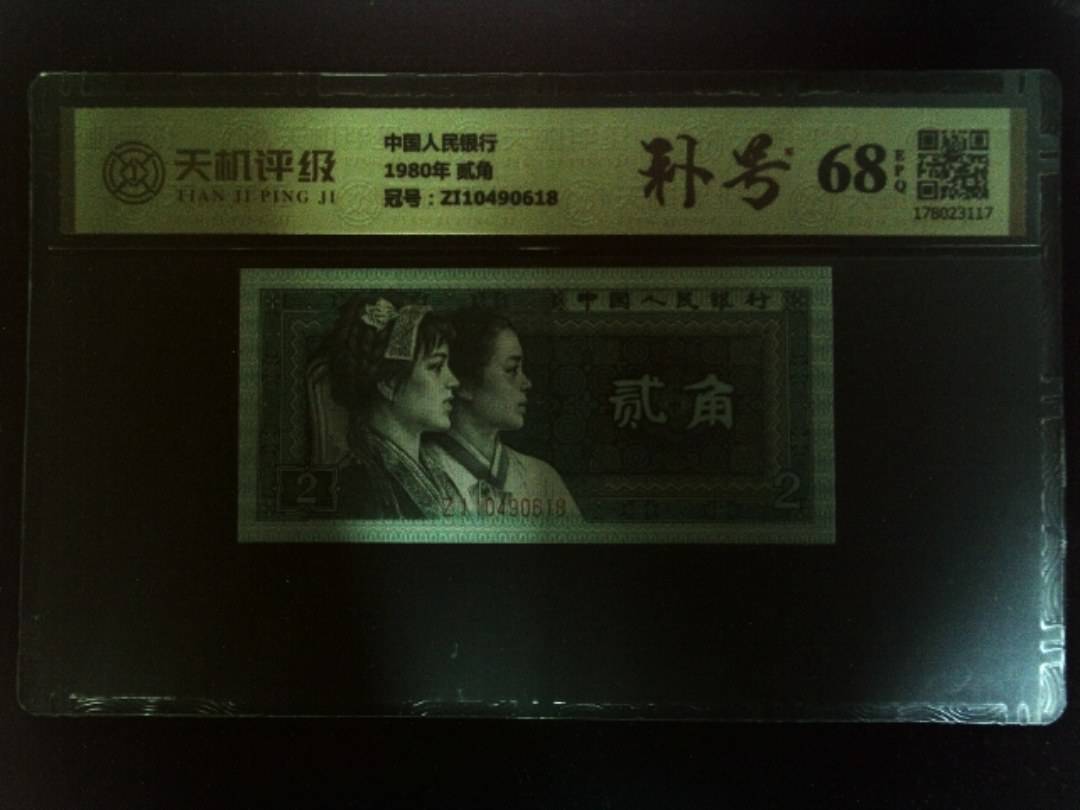 天机评级
TIAN JI PING JI
中国人民银行
1980年 贰角
冠号：ZI10490618
补号
68
EPQ
178023117
中国人民银行
贰角
2
2
ZI10490618